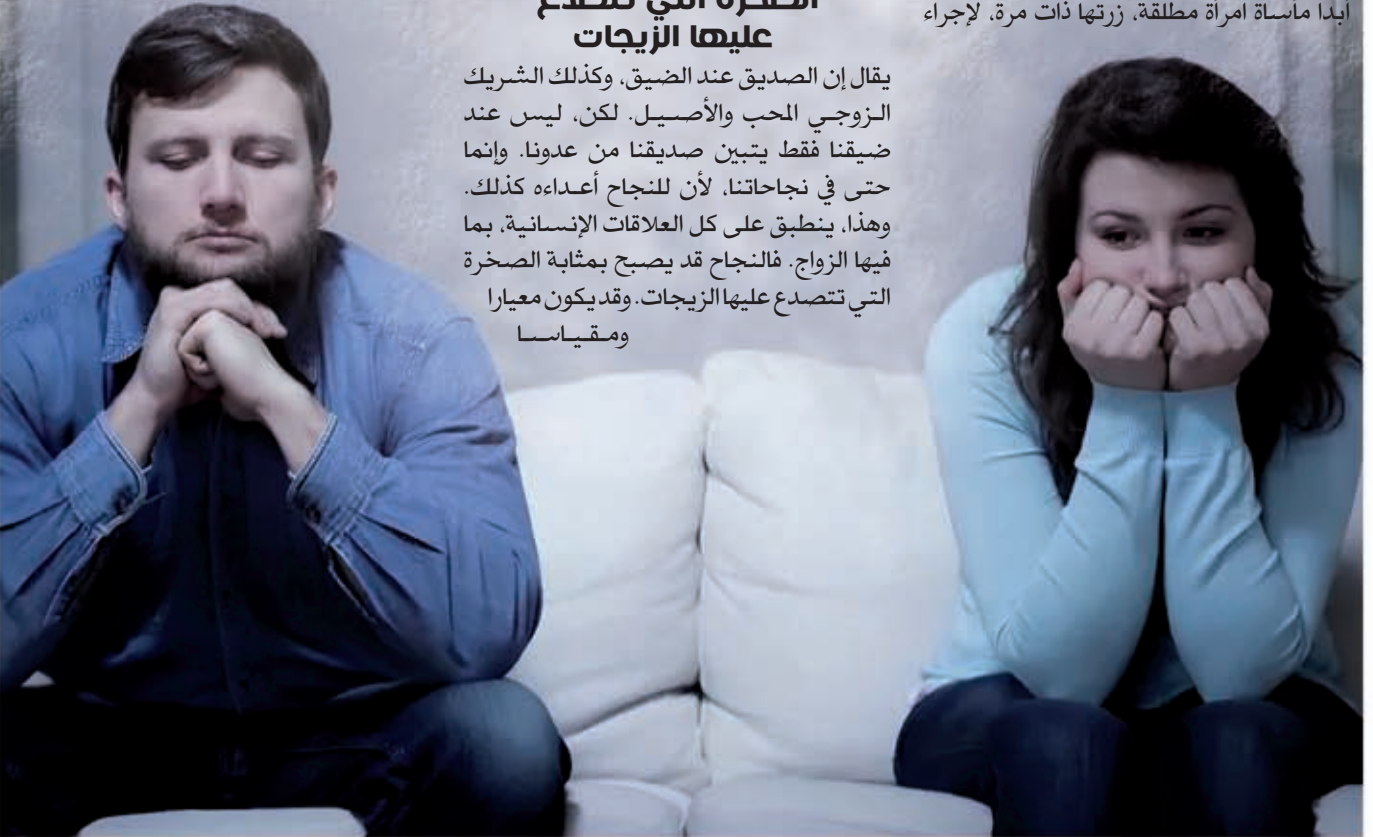 أبدا مأساة امرأة مطلقة، زرتها ذات مرة، لإجراء
الصخرة التي تتصدع
عليها الزيجات
يقال إن الصديق عند الضيق، وكذلك الشريك
الزوجي المحب والأصيل. لكن، ليس عند
ضيقنا فقط يتبين صديقنا من عدونا. وإنما
حتى في نجاحاتنا، لأن للنجاح أعداءه كذلك.
وهذا، ينطبق على كل العلاقات الإنسانية، بما
فيها الزواج. فالنجاح قد يصبح بمثابة الصخرة
التي تتصدع عليها الزيجات. وقد يكون معيارا
ومقياسا